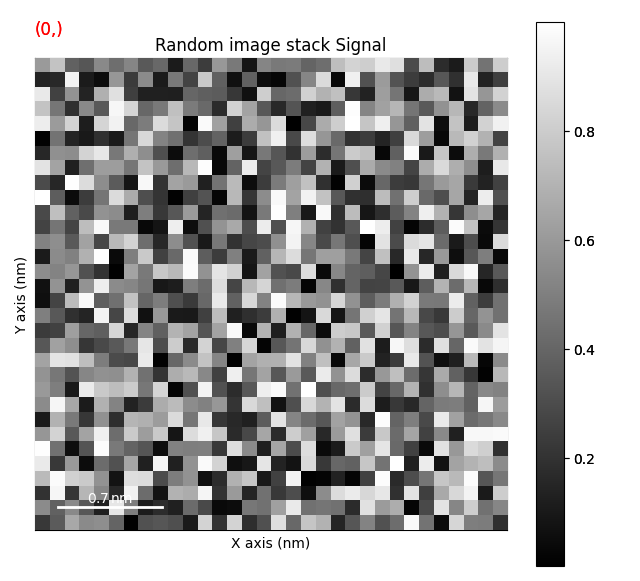 (0,)
Random image stack Signal
0.8
0.6
0.4
0.2
Y axis (nm)
0.7 nm
X axis (nm)